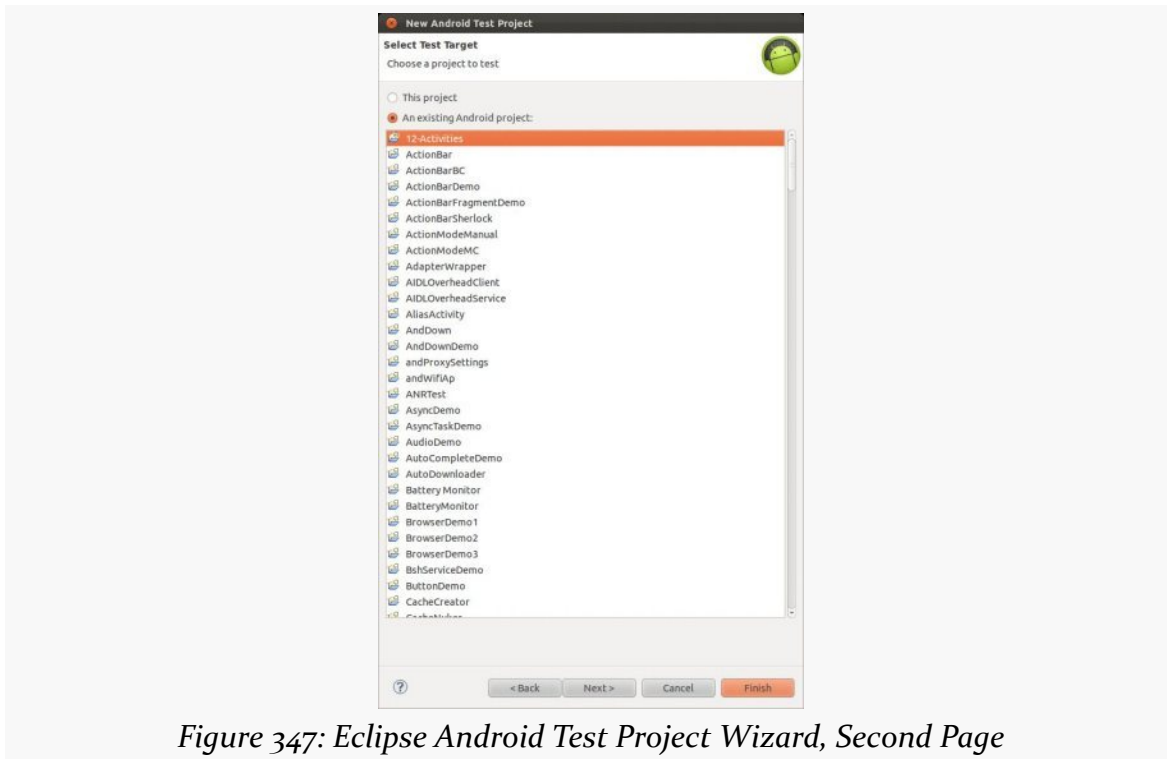 New Android Test Project
Select Test Target
Choose a project to test
This project
An existing Android project:
12-Activities
ActionBar
ActionBarBC
ActionBarDemo
ActionBarFragmentDemo
ActionBarSherlock
ActionModeManual
ActionModeMC
AdapterWrapper
AIDLOverheadClient
AIDLOverheadService
AliasActivity
AndDown
AndDownDemo
andProxySettings
andWifiAp
ANRTest
AsyncDemo
AsyncTaskDemo
AudioDemo
AutoCompleteDemo
AutoDownloader
Battery Monitor
BatteryMonitor
BrowserDemo1
BrowserDemo2
BrowserDemo3
BshServiceDemo
ButtonDemo
CacheCreator
? < Back Next > Cancel Finish
Figure 347: Eclipse Android Test Project Wizard, Second Page